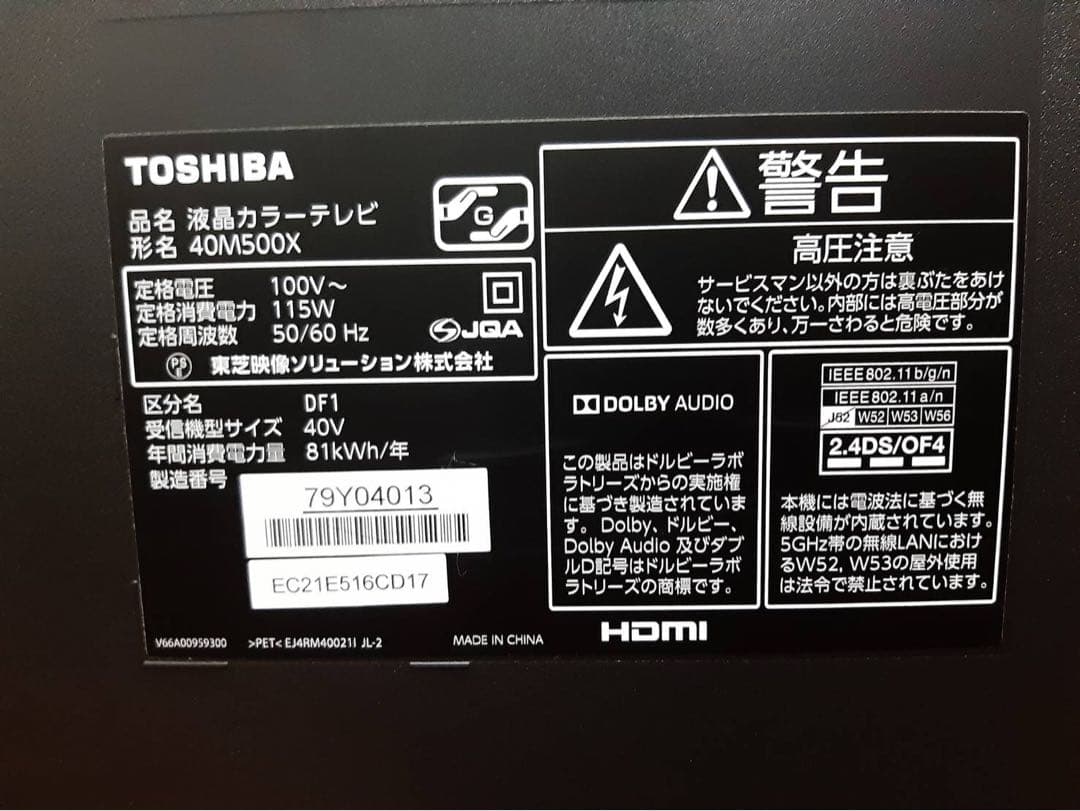 TOSHIBA
品名 液晶カラーテレビ
形名 40M500X
G
定格電圧 100V～
定格消費電力 115W
定格周波数 50/60 Hz
JQA
PS
E
東芝映像ソリューション株式会社
区分名 DF1
受信機型サイズ 40V
年間消費電力量 81kWh/年
製造番号
79Y04013
EC21E516CD17
V66A00959300 >PET< EJ4RM40021I JL-2 MADE IN CHINA
警告
高圧注意
サービスマン以外の方は裏ぶたをあけ
ないでください。内部には高電圧部分が
数多くあり、万一さわると危険です。
DOLBY AUDIO
この製品はドルビーラボ
ラトリーズからの実施権
に基づき製造されていま
す。Dolby、ドルビー、
Dolby Audio 及びダブ
ルD記号はドルビーラボ
ラトリーズの商標です。
HDMI
IEEE802.11b/g/n
IEEE802.11a/n
J52 W52 W53 W56
2.4DS/OF4
本機には電波法に基づく無
線設備が内蔵されています。
5GHz帯の無線LANにおけ
るW52, W53の屋外使用
は法令で禁止されています。